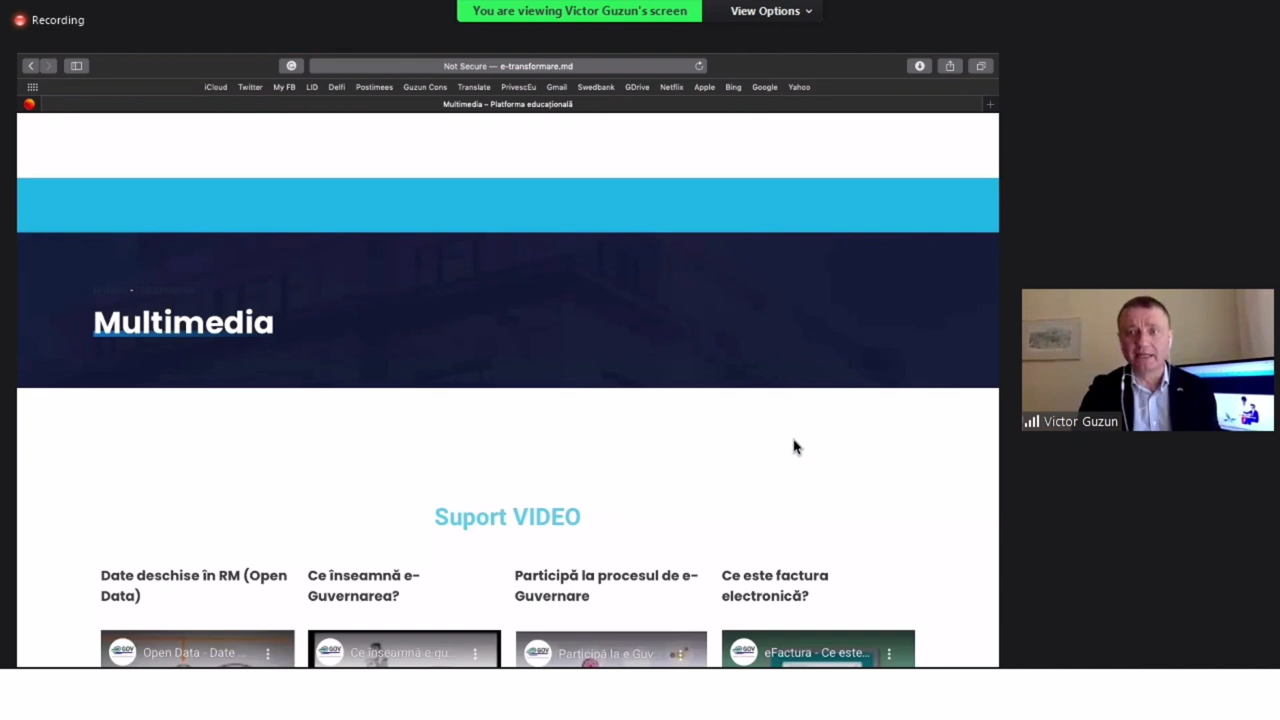 Recording
You are viewing Victor Guzun's screen
View Options
Not Secure — e-transformare.md
iCloud Twitter My FB LID Delfi Postimees Guzun Cons Translate PrivescEu Gmail Swedbank GDrive Netflix Apple Bing Google Yahoo
Multimedia – Platforma educațională
Multimedia
Victor Guzun
Suport VIDEO
Date deschise în RM (Open
Data)
Ce înseamnă e-
Guvernarea?
Participă la procesul de e-
Guvernare
Ce este factura
electronică?
Open Data - Date ...
Ce inseamnă e gu...
Participă la e Guv...
eFactura - Ce este...